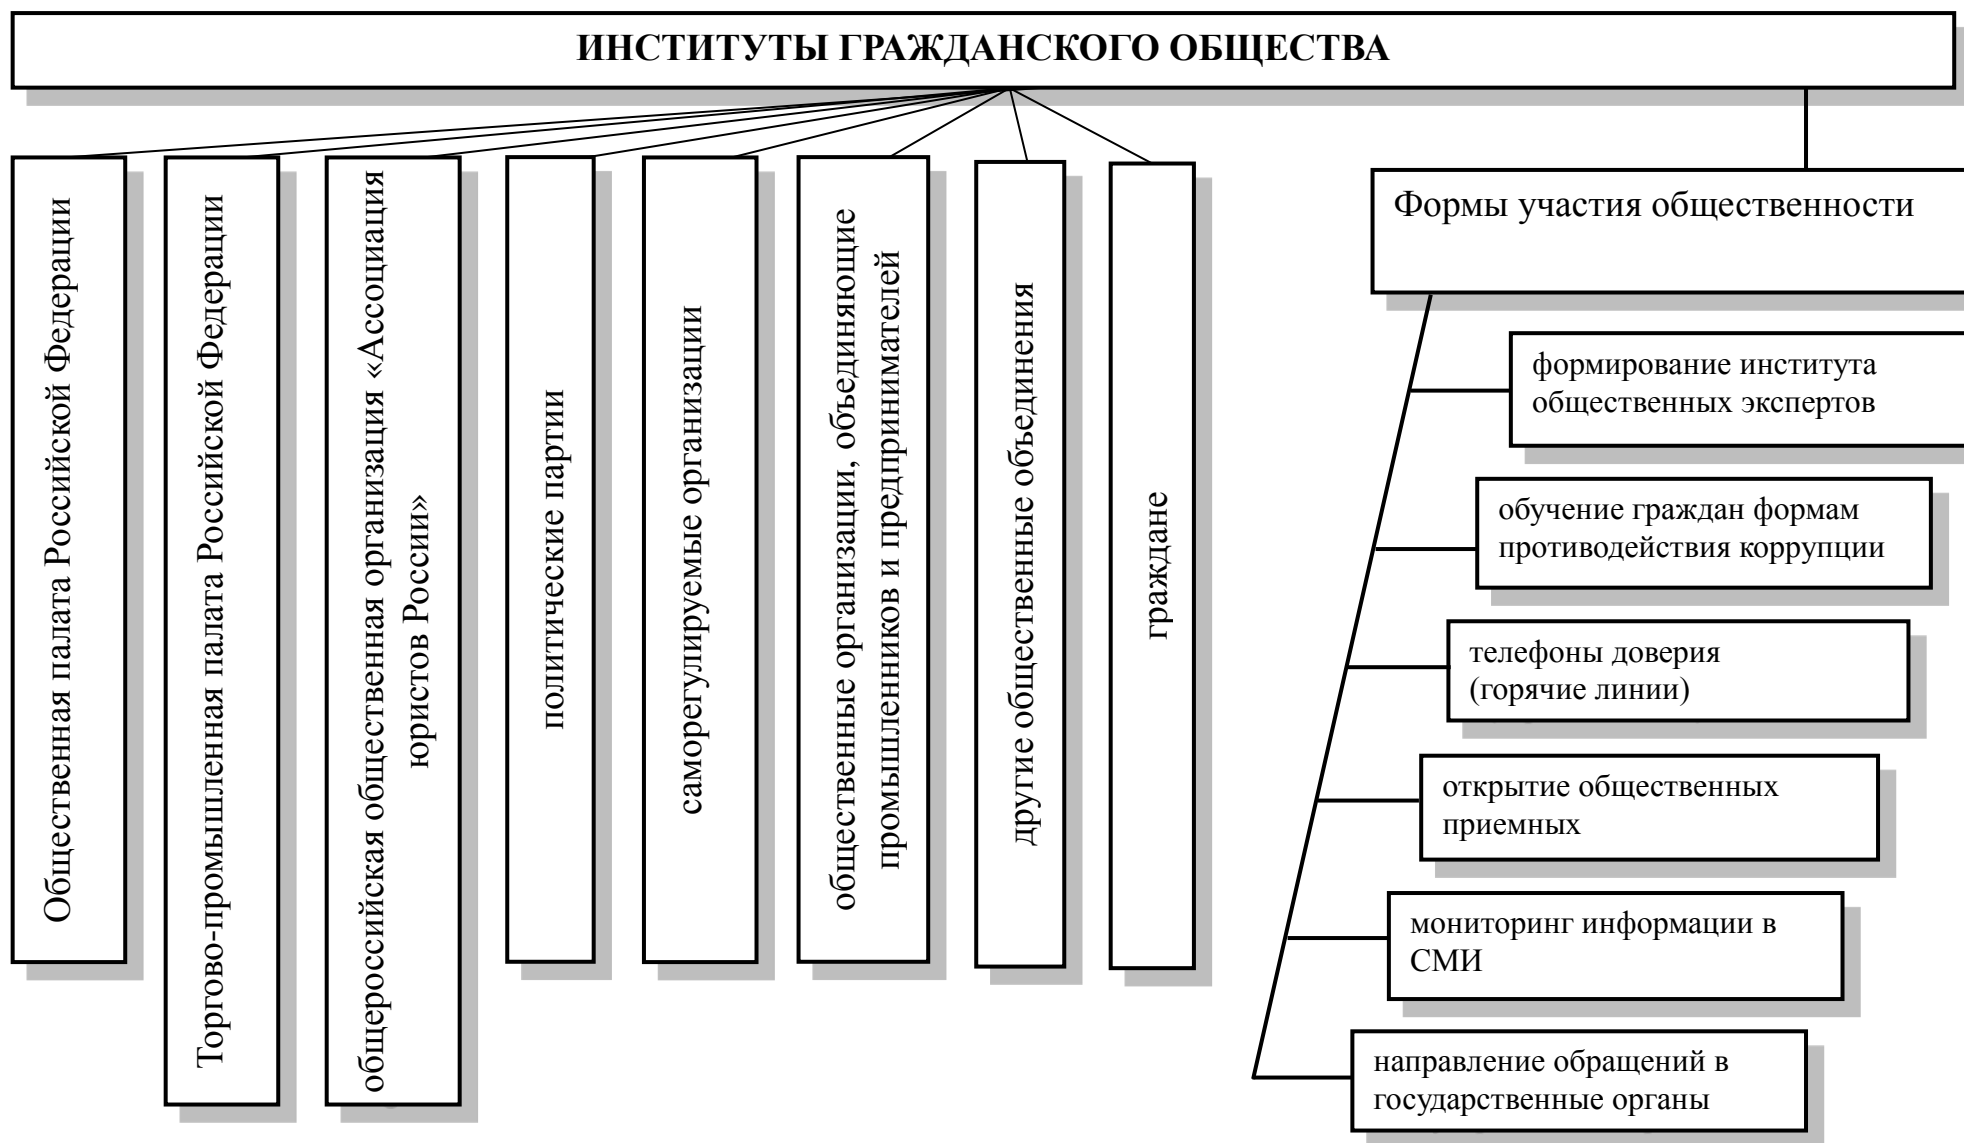 ИНСТИТУТЫ ГРАЖДАНСКОГО ОБЩЕСТВА
Общественная палата Российской Федерации
Торгово-промышленная палата Российской Федерации
общероссийская общественная организация «Ассоциация
юристов России»
политические партии
саморегулируемые организации
общественные организации, объединяющие
промышленников и предпринимателей
другие общественные объединения
граждане
Формы участия общественности
формирование института
общественных экспертов
обучение граждан формам
противодействия коррупции
телефоны доверия
(горячие линии)
открытие общественных
приемных
мониторинг информации в
СМИ
направление обращений в
государственные органы